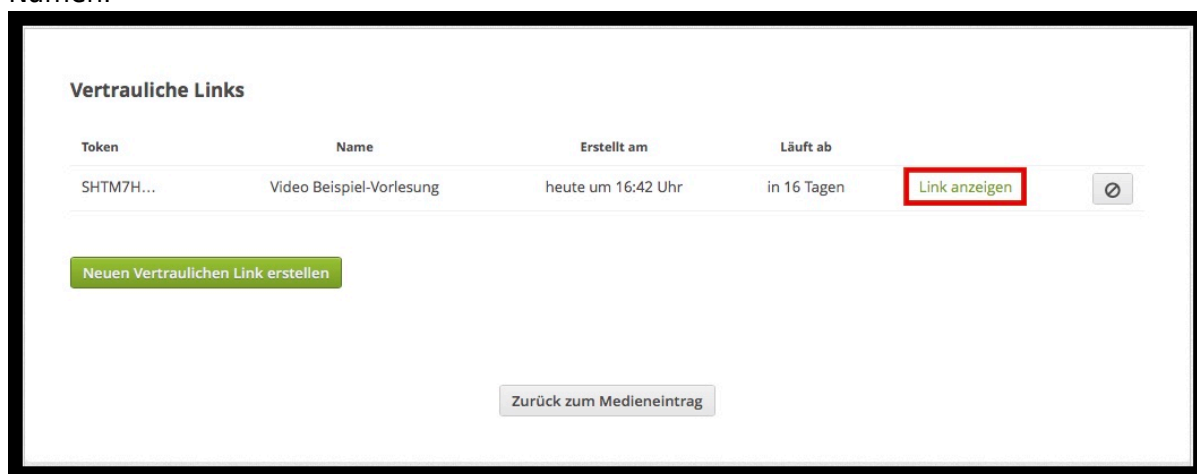 Vertrauliche Links
Token Name Erstellt am Läuft ab
SHTM7H... Video Beispiel-Vorlesung heute um 16:42 Uhr in 16 Tagen Link anzeigen
Neuen Vertraulichen Link erstellen
Zurück zum Medieneintrag